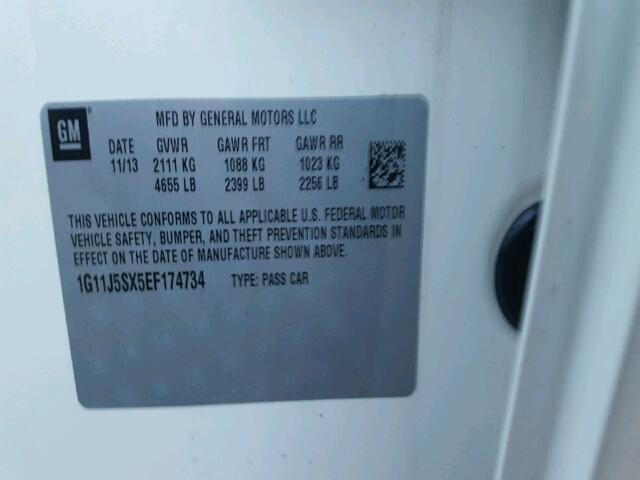 GM
MFD BY GENERAL MOTORS LLC
DATE GVWR GAWR FRT GAWR RR
11/13 2111 KG 1088 KG 1023 KG
4655 LB 2399 LB 2256 LB
THIS VEHICLE CONFORMS TO ALL APPLICABLE U.S. FEDERAL MOTOR
VEHICLE SAFETY, BUMPER, AND THEFT PREVENTION STANDARDS IN
EFFECT ON THE DATE OF MANUFACTURE SHOWN ABOVE.
1G11J5SX5EF174734 TYPE: PASS CAR